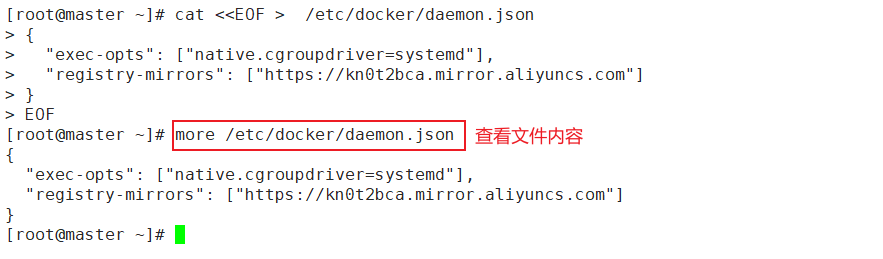 [root@master ~]# cat <<EOF >  /etc/docker/daemon.json
> {
>   "exec-opts": ["native.cgroupdriver=systemd"],
>   "registry-mirrors": ["https://kn0t2bca.mirror.aliyuncs.com"]
> }
> EOF
[root@master ~]# more /etc/docker/daemon.json 查看文件内容
{
  "exec-opts": ["native.cgroupdriver=systemd"],
  "registry-mirrors": ["https://kn0t2bca.mirror.aliyuncs.com"]
}
[root@master ~]#